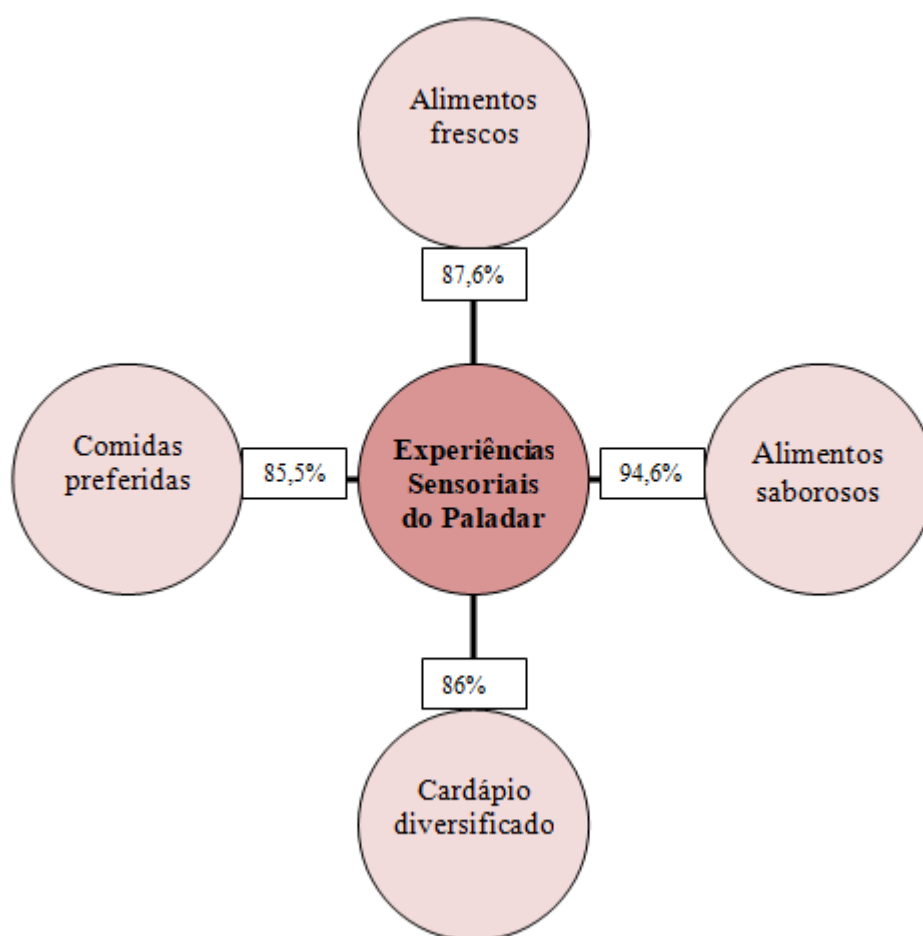 Alimentos
frescos
87,6%
Comidas
preferidas
85,5%
Experiências
Sensoriais
do Paladar
94,6%
Alimentos
saborosos
86%
Cardápio
diversificado